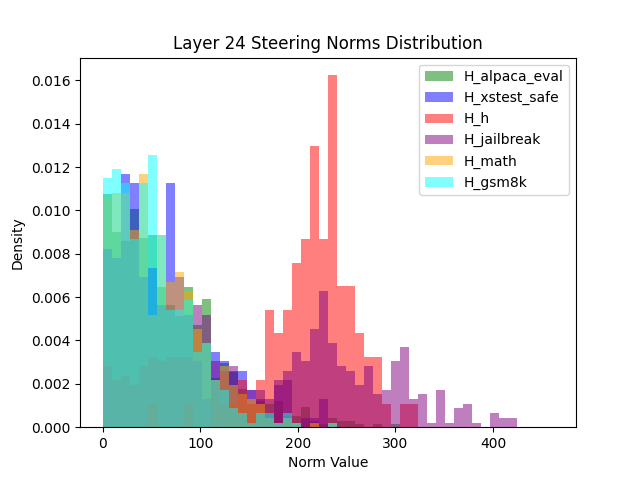 Layer 24 Steering Norms Distribution
H_alpaca_eval
H_xstest_safe
H_h
H_jailbreak
H_math
H_gsm8k
Density
0.016
0.014
0.012
0.010
0.008
0.006
0.004
0.002
0.000
0 100 200 300 400
Norm Value